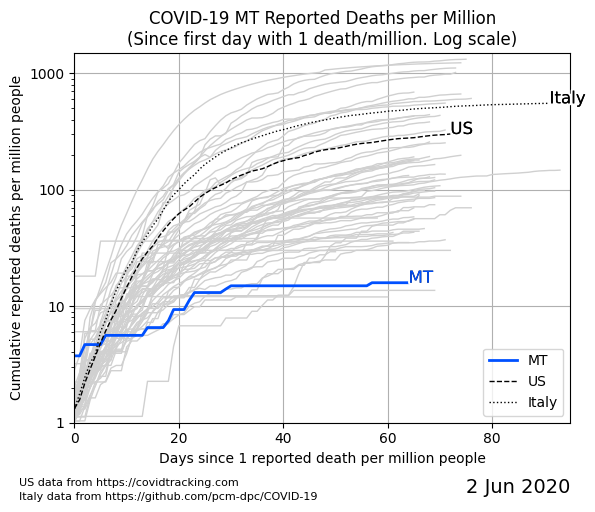 COVID-19 MT Reported Deaths per Million
(Since first day with 1 death/million. Log scale)
Cumulative reported deaths per million people
1000
100
10
1
Italy
US
MT
MT
US
Italy
0 20 40 60 80
Days since 1 reported death per million people
US data from https://covidtracking.com
Italy data from https://github.com/pcm-dpc/COVID-19
2 Jun 2020